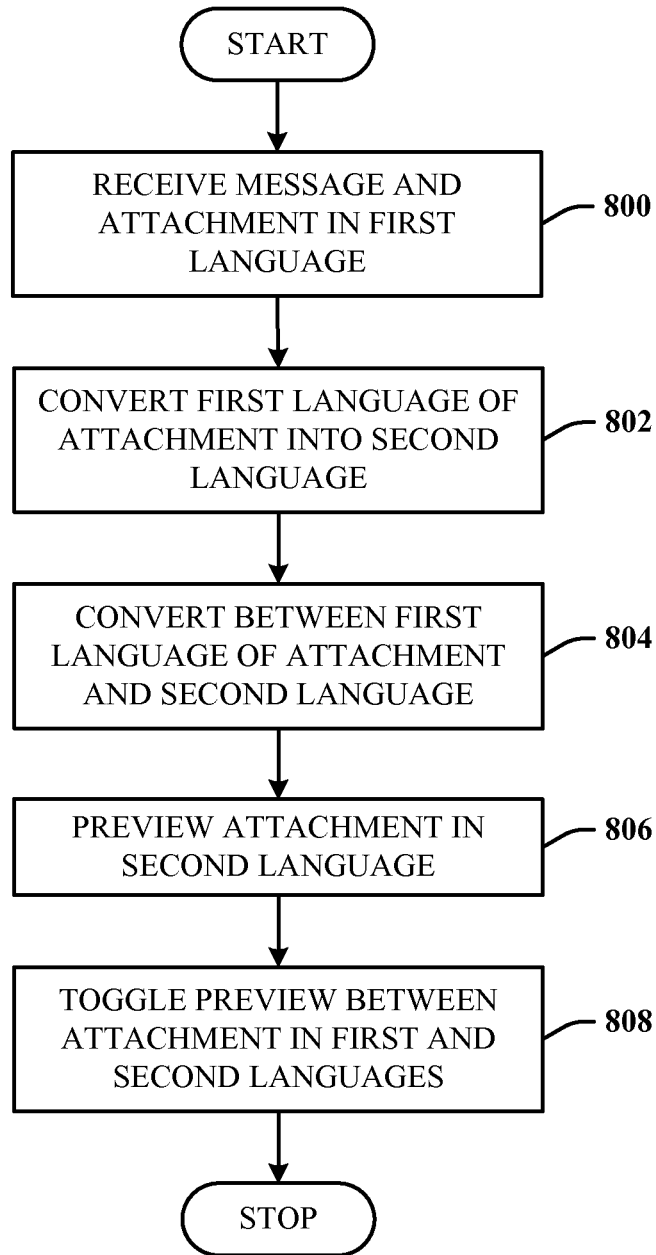 START
RECEIVE MESSAGE AND
ATTACHMENT IN FIRST
LANGUAGE
800
CONVERT FIRST LANGUAGE OF
ATTACHMENT INTO SECOND
LANGUAGE
802
CONVERT BETWEEN FIRST
LANGUAGE OF ATTACHMENT
AND SECOND LANGUAGE
804
PREVIEW ATTACHMENT IN
SECOND LANGUAGE
806
TOGGLE PREVIEW BETWEEN
ATTACHMENT IN FIRST AND
SECOND LANGUAGES
808
STOP